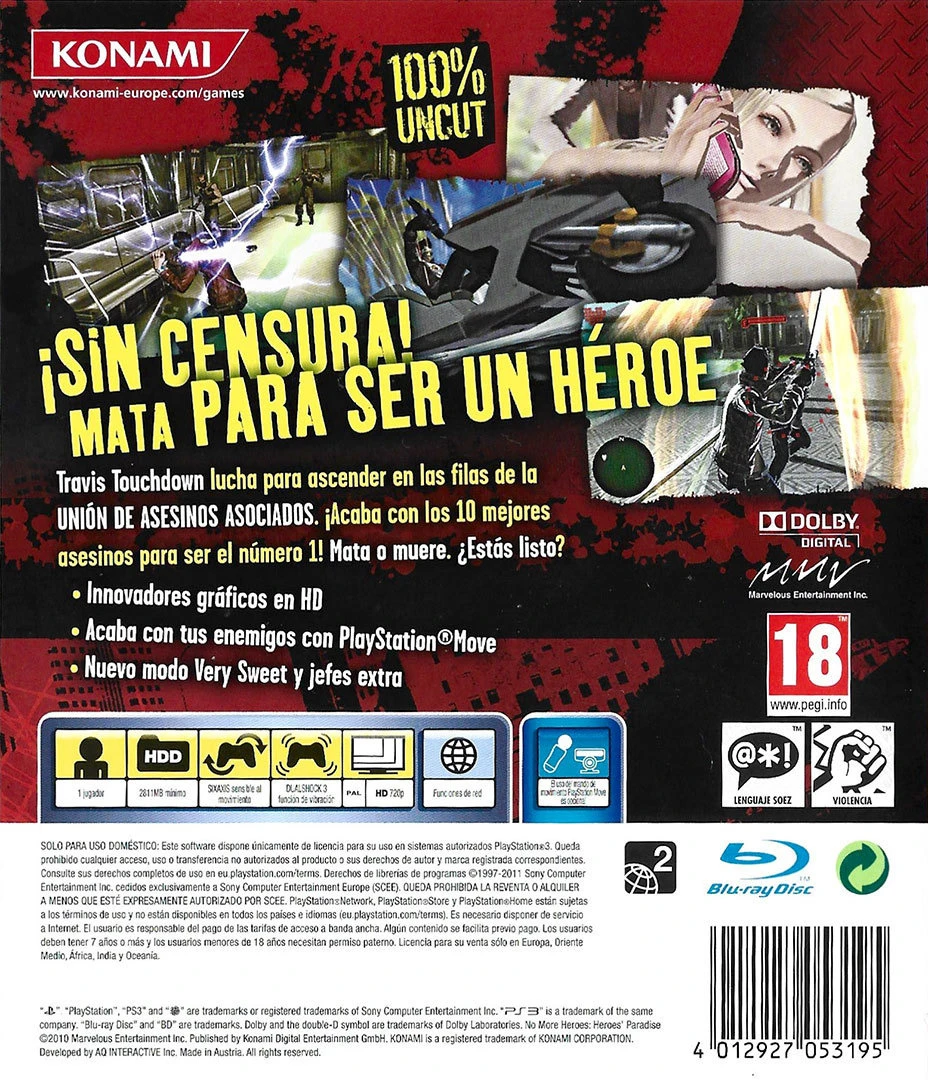 KONAMI
www.konami-europe.com/games
100%
UNCUT
¡SiN CENSURA!
MATA PARA SER UN HÉROE
Travis Touchdown lucha para ascender en las filas de la
UNIÓN DE ASESINOS ASOCIADOS. ¡Acaba con los 10 mejores
asesinos para ser el número 1! Mata o muere. ¿Estás listo?
• Innovadores gráficos en HD
• Acaba con tus enemigos con PlayStation®Move
• Nuevo modo Very Sweet y jefes extra
DOLBY
DIGITAL
Marvelous Entertainment Inc.
18
www.pegi.info
@*!
LENGUAJE SOEZ
VIOLENCIA
1 jugador
HDD
2811MB mínimo
SIXAXIS sensible al
movimiento
DUALSHOCK 3
función de vibración
PAL HD 720p
Funciones de red
El uso del mando de
movimiento PlayStation Move
es opcional
SOLO PARA USO DOMÉSTICO: Este software dispone únicamente de licencia para su uso en sistemas autorizados PlayStation®3. Queda
prohibido cualquier acceso, uso o transferencia no autorizados al producto o sus derechos de autor y marca registrada correspondientes.
Consulte sus derechos completos de uso en eu.playstation.com/terms. Derechos de librerías de programas ©1997-2011 Sony Computer
Entertainment Inc. cedidos exclusivamente a Sony Computer Entertainment Europe (SCEE). QUEDA PROHIBIDA LA REVENTA O ALQUILER
A MENOS QUE ESTÉ EXPRESAMENTE AUTORIZADO POR SCEE. PlayStation®Network, PlayStation®Store y PlayStation®Home están sujetas
a los términos de uso y no están disponibles en todos los países e idiomas (eu.playstation.com/terms). Es necesario disponer de servicio
a Internet. El usuario es responsable del pago de las tarifas de acceso a banda ancha. Algún contenido se facilita previo pago. Los usuarios
deben tener 7 años o más y los usuarios menores de 18 años necesitan permiso paterno. Licencia para su venta sólo en Europa, Oriente
Medio, África, India y Oceanía.
2
Blu-ray Disc
"PlayStation", "PS3" and " " are trademarks or registered trademarks of Sony Computer Entertainment Inc. "PS3" is a trademark of the same
company. "Blu-ray Disc" and "BD" are trademarks. Dolby and the double-D symbol are trademarks of Dolby Laboratories. No More Heroes: Heroes' Paradise
©2010 Marvelous Entertainment Inc. Published by Konami Digital Entertainment GmbH. KONAMI is a registered trademark of KONAMI CORPORATION.
Developed by AQ INTERACTIVE Inc. Made in Austria. All rights reserved.
4 012927 053195